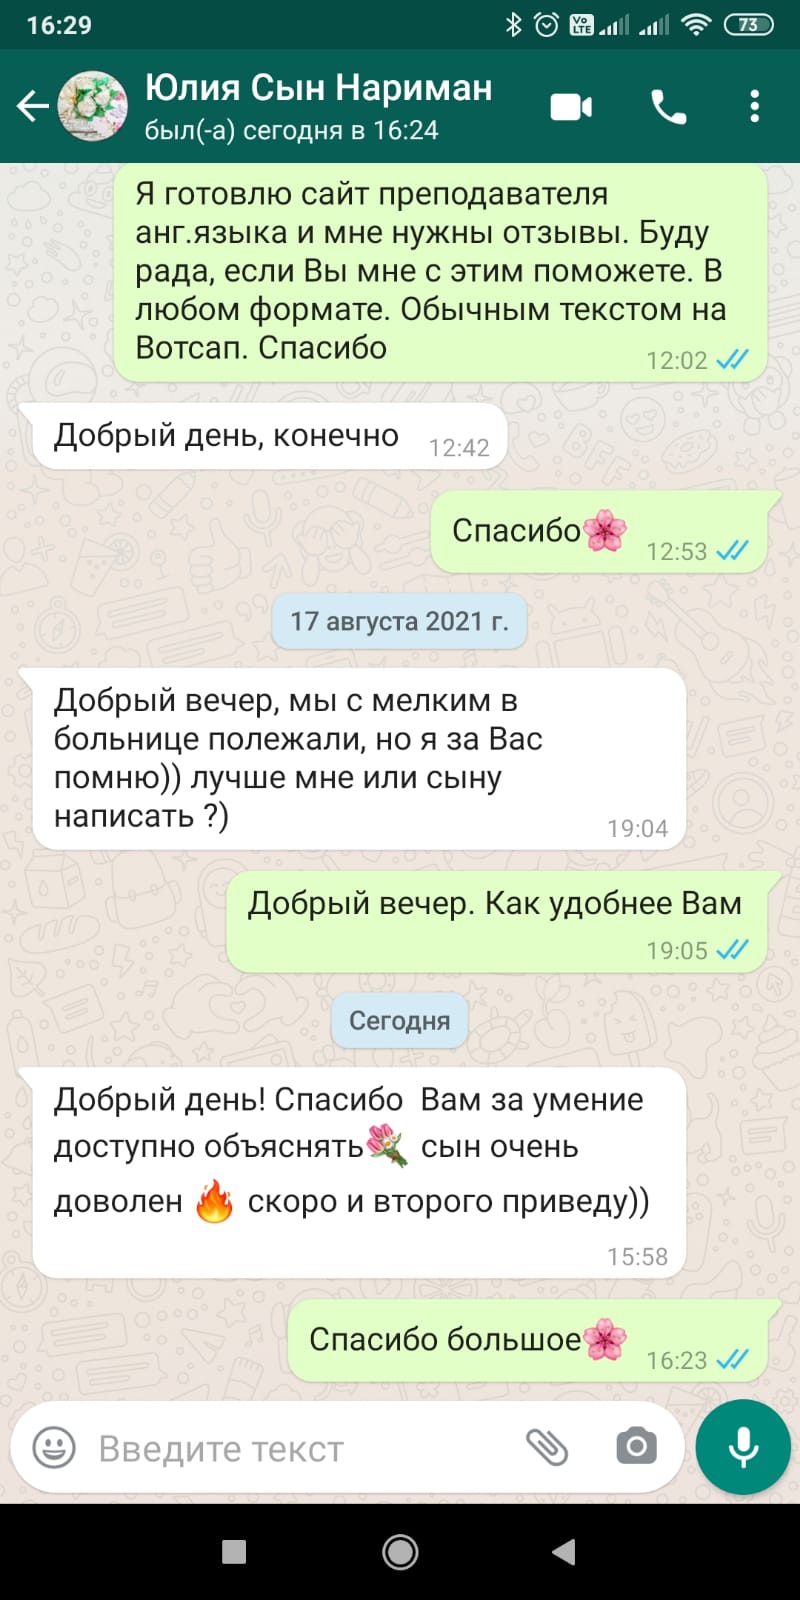 16:29
Vo LTE
73
Юлия Сын Нариман
был(-а) сегодня в 16:24
Я готовлю сайт преподавателя
анг.языка и мне нужны отзывы. Буду
рада, если Вы мне с этим поможете. В
любом формате. Обычным текстом на
Вотсап. Спасибо
12:02
Добрый день, конечно
12:42
Спасибо🌸
12:53
17 августа 2021 г.
Добрый вечер, мы с мелким в
больнице полежали, но я за Вас
помню)) лучше мне или сыну
написать ?)
19:04
Добрый вечер. Как удобнее Вам
19:05
Сегодня
Добрый день! Спасибо  Вам за умение
доступно объяснять💐 сын очень
доволен 🔥 скоро и второго приведу))
15:58
Спасибо большое🌸
16:23
Введите текст